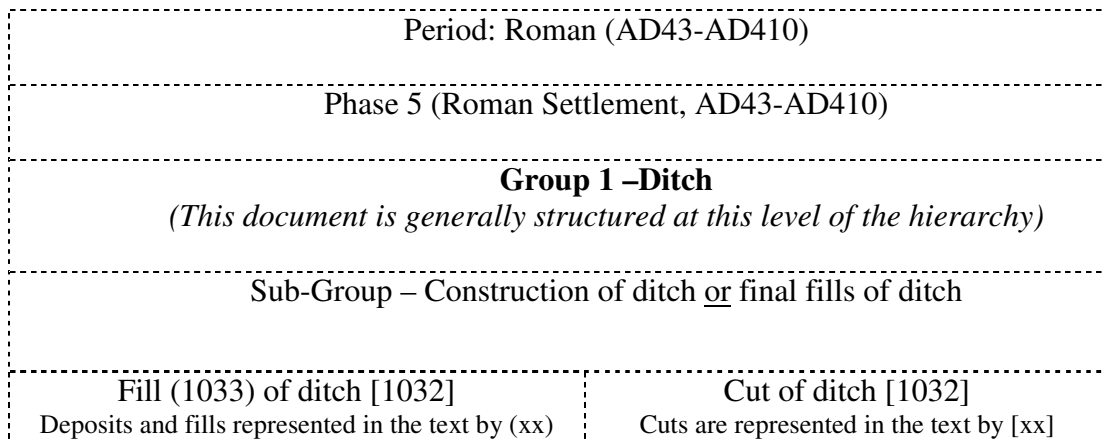 Period: Roman (AD43-AD410)
Phase 5 (Roman Settlement, AD43-AD410)
Group 1 –Ditch
(This document is generally structured at this level of the hierarchy)
Sub-Group – Construction of ditch or final fills of ditch
Fill (1033) of ditch [1032]
Deposits and fills represented in the text by (xx)
Cut of ditch [1032]
Cuts are represented in the text by [xx]